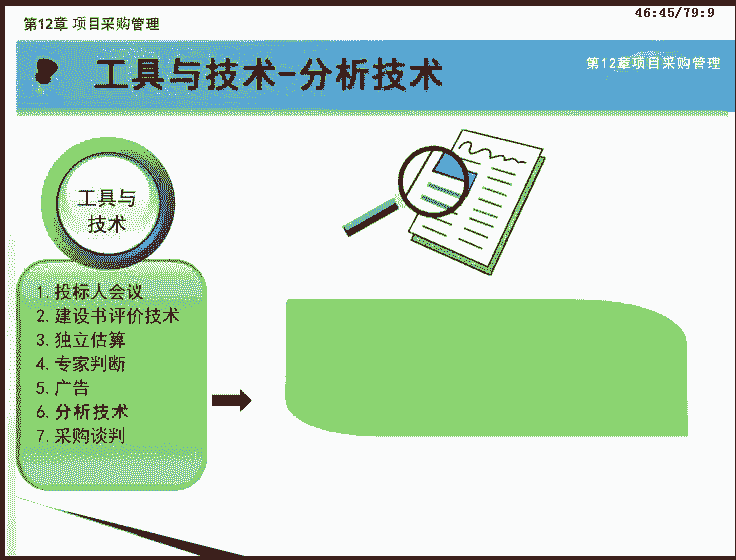 第12章 项目采购管理
46:45/79:9
工具与技术-分析技术
第12章项目采购管理
工具与
技术
1. 投标人会议
2. 建设书评价技术
3. 独立估算
4. 专家判断
5. 广告
6. 分析技术
7. 采购谈判